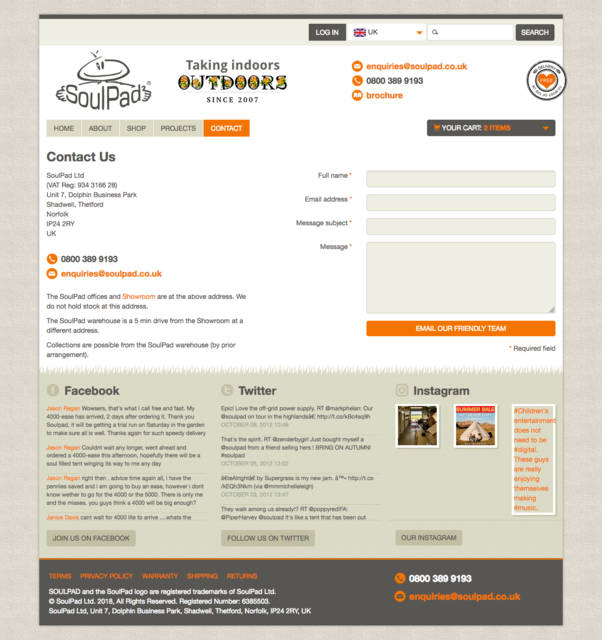 LOG IN
UK
SEARCH
SoulPad®
Taking indoors
OUTDOORS
SINCE 2007
enquiries@soulpad.co.uk
0800 389 9193
brochure
DELIVERY
FREE
HOME
ABOUT
SHOP
PROJECTS
CONTACT
YOUR CART: 2 ITEMS
Contact Us
SoulPad Ltd
(VAT Reg: 934 3166 28)
Unit 7, Dolphin Business Park
Shadwell, Thetford
Norfolk
IP24 2RY
UK
0800 389 9193
enquiries@soulpad.co.uk
The SoulPad offices and Showroom are at the above address. We
do not hold stock at this address.
The SoulPad warehouse is a 5 min drive from the Showroom at a
different address.
Collections are possible from the SoulPad warehouse (by prior
arrangement).
Full name *
Email address *
Message subject *
Message *
EMAIL OUR FRIENDLY TEAM
* Required field
Facebook
Jason Regan Wowsers, that's what i call free and fast. My
4000-ease has arrived, 2 days after ordering it. Thank you
Soulpad, it will be getting a trial run on Saturday in the garden
to make sure all is well. Thanks again for such speedy delivery
Jason Regan Couldnt wait any longer, went ahead and
ordered a 4000-ease this afternoon, hopefully there will be a
soul filled tent winging its way to me any day
Jason Regan right then , advice time again all, i have the
pennies saved and i am going to buy an ease, however i dont
know wether to go for the 4000 or the 5000. There is only me
and the misses. you guys think a 4000 will be big enough?
Janice Davis cant wait for 4000 lite to arrive ....whats the
JOIN US ON FACEBOOK
Twitter
Epic! Love the off-grid power supply. RT @markphelan: Our
@soulpad on tour in the highlandsâ€¦ http://t.co/kBo4sq9h
OCTOBER 08, 2012 10:48
That's the spirit. RT @zenderbygirl Just bought myself a
@soulpad from a friend selling hers ! BRING ON AUTUMN!
#soulpad
OCTOBER 05, 2012 13:02
â€œAlrightâ€ by Supergrass is my new jam. â™« http://t.co
/kEQh3Nkm (via @mnmichelleleigh)
OCTOBER 03, 2012 13:47
They walk among us already!? RT @poppyredIFA:
@PiperHarvey @soulpad it's like a tent that has been put
FOLLOW US ON TWITTER
Instagram
SUMMER SALE
#Children's
entertainment
does not
need to be
#digital.
These guys
are really
enjoying
themselves
making
#music.
OUR INSTAGRAM
TERMS
PRIVACY POLICY
WARRANTY
SHIPPING
RETURNS
SOULPAD and the SoulPad logo are registered trademarks of SoulPad Ltd.
© SoulPad Ltd. 2018, All Rights Reserved. Registered Number: 6385503.
SoulPad Ltd, Unit 7, Dolphin Business Park, Shadwell, Thetford, Norfolk, IP24 2RY, UK
0800 389 9193
enquiries@soulpad.co.uk